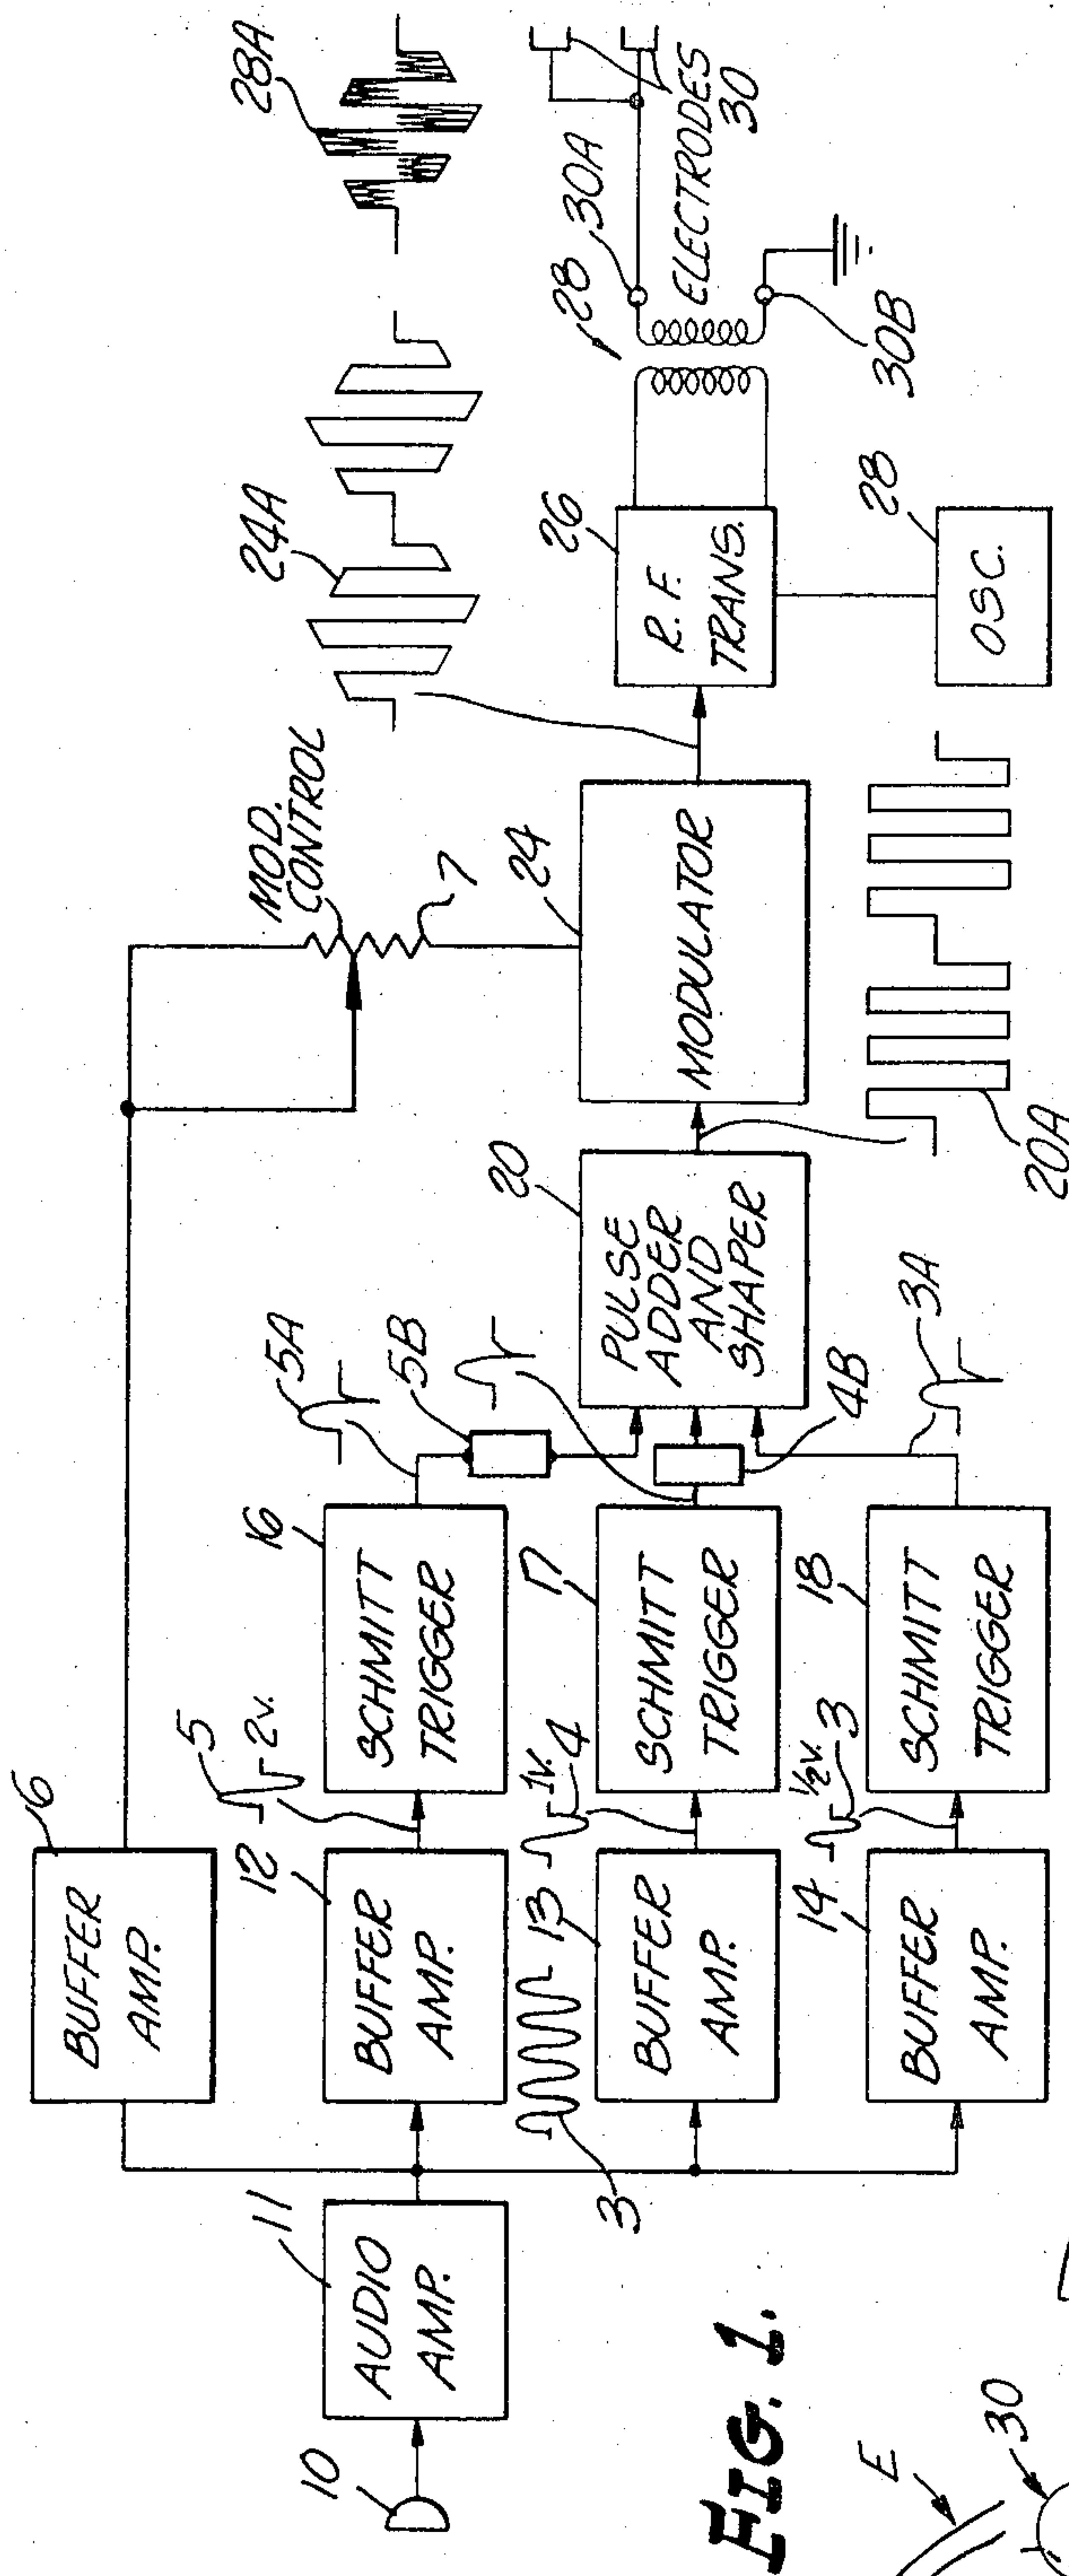 6
BUFFER
AMP.
MOD.
CONTROL
7
24A
28A
10
11
AUDIO
AMP.
12
BUFFER
AMP.
5
2V.
16
SCHMITT
TRIGGER
5A
5B
3
13
BUFFER
AMP.
1V.
4
17
SCHMITT
TRIGGER
4B
14
BUFFER
AMP.
½V.
3
18
SCHMITT
TRIGGER
3A
20
PULSE
ADDER
AND
SHAPER
20A
24
MODULATOR
26
R.F.
TRANS.
28
OSC.
28
30A
ELECTRODES
30
30B
FIG. 1.
E
30